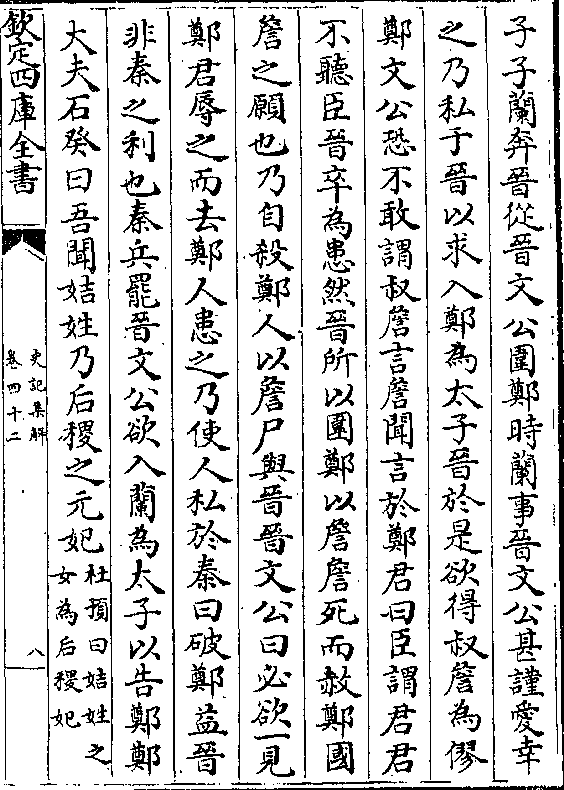 子子蘭奔晉從晉文公圍鄭時蘭事晉文公甚謹愛幸
之乃私于晉以求入鄭為太子晉於是欲得叔詹為僇
鄭文公恐不敢謂叔詹言詹聞言於鄭君曰臣謂君君
不聽臣晉卒為患然晉所以圍鄭以詹詹死而赦鄭國
詹之願也乃自殺鄭人以詹尸與晉晉文公曰必欲一見
鄭君辱之而去鄭人患之乃使人私於秦曰破鄭益晉
非秦之利也秦兵罷晉文公欲入蘭為太子以告鄭鄭
大夫石癸曰吾聞姞姓乃后稷之元妃杜預曰姞姓之女為后稷妃
欽定四庫全書
史記集解
卷四十二
八